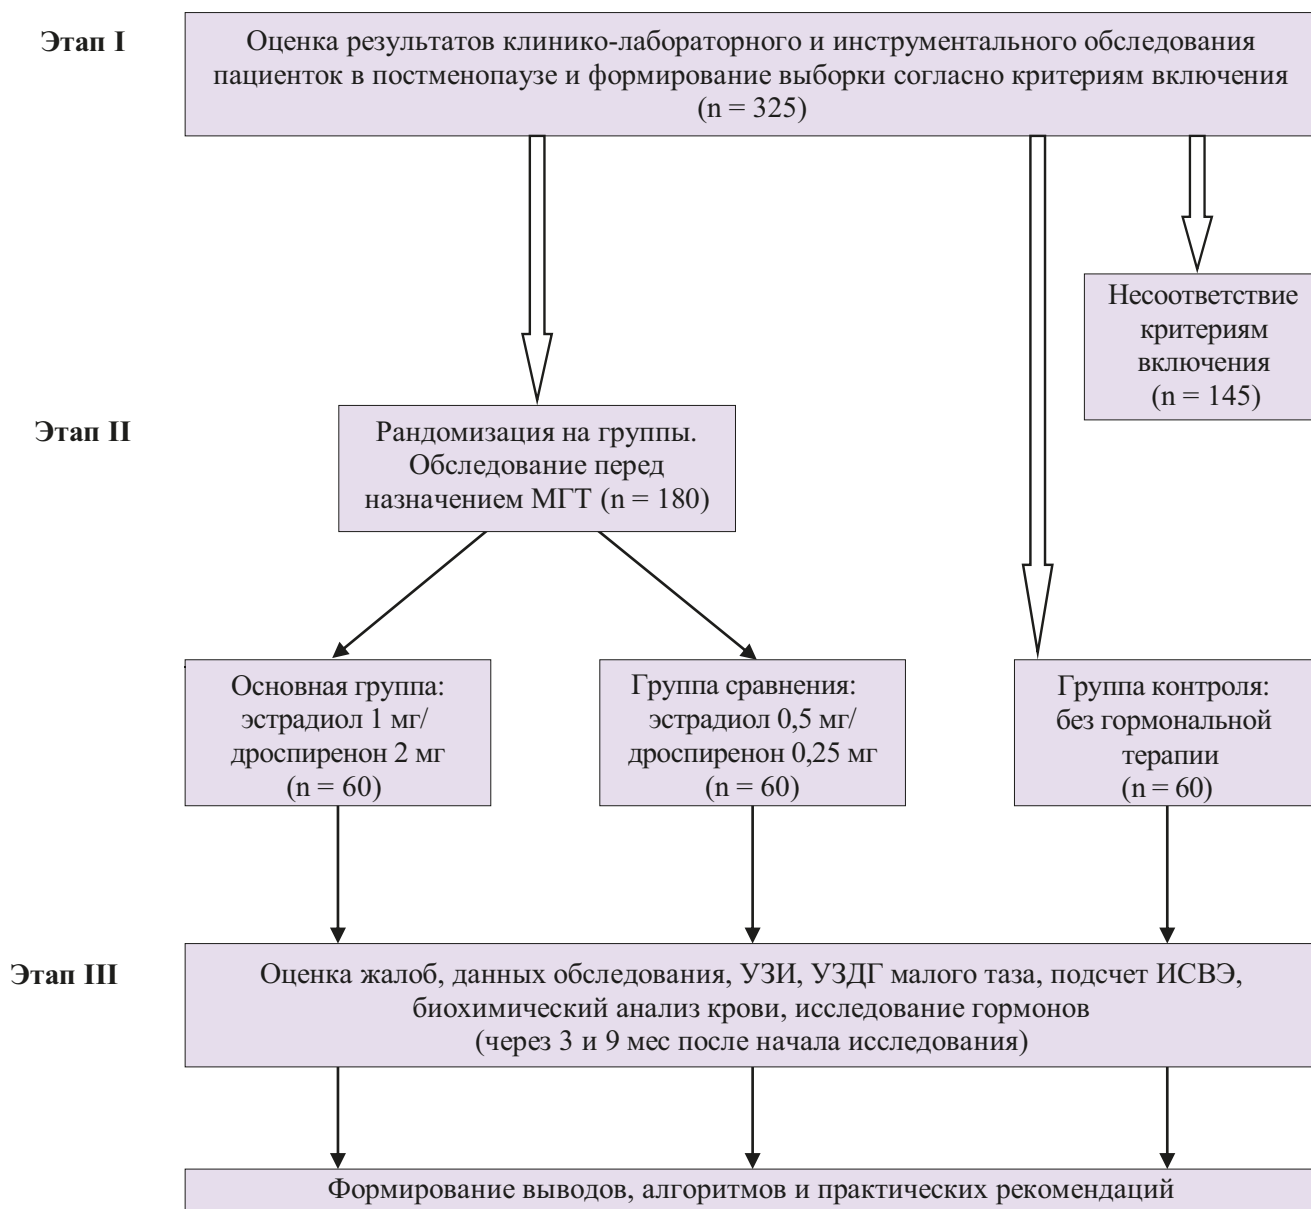 Этап I
Оценка результатов клинико-лабораторного и инструментального обследования
пациенток в постменопаузе и формирование выборки согласно критериям включения
(n = 325)
Несоответствие
критериям
включения
(n = 145)
Этап II
Рандомизация на группы.
Обследование перед
назначением МГТ (n = 180)
Основная группа:
эстрадиол 1 мг/
дроспиренон 2 мг
(n = 60)
Группа сравнения:
эстрадиол 0,5 мг/
дроспиренон 0,25 мг
(n = 60)
Группа контроля:
без гормональной
терапии
(n = 60)
Этап III
Оценка жалоб, данных обследования, УЗИ, УЗДГ малого таза, подсчет ИСВЭ,
биохимический анализ крови, исследование гормонов
(через 3 и 9 мес после начала исследования)
Формирование выводов, алгоритмов и практических рекомендаций